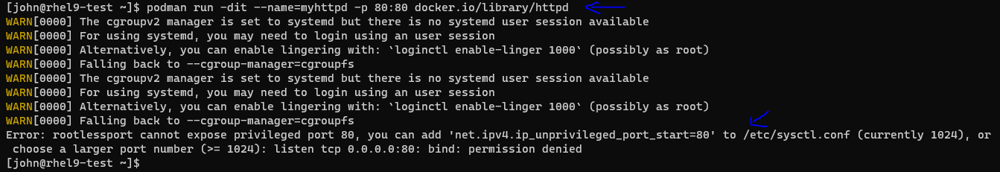 [john@rhel9-test ~]$ podman run -dit --name=myhttpd -p 80:80 docker.io/library/httpd
WARN[0000] The cgroupv2 manager is set to systemd but there is no systemd user session available
WARN[0000] For using systemd, you may need to login using an user session
WARN[0000] Alternatively, you can enable lingering with: `loginctl enable-linger 1000` (possibly as root)
WARN[0000] Falling back to --cgroup-manager=cgroupfs
WARN[0000] The cgroupv2 manager is set to systemd but there is no systemd user session available
WARN[0000] For using systemd, you may need to login using an user session
WARN[0000] Alternatively, you can enable lingering with: `loginctl enable-linger 1000` (possibly as root)
WARN[0000] Falling back to --cgroup-manager=cgroupfs
Error: rootlessport cannot expose privileged port 80, you can add 'net.ipv4.ip_unprivileged_port_start=80' to /etc/sysctl.conf (currently 1024), or
choose a larger port number (>= 1024): listen tcp 0.0.0.0:80: bind: permission denied
[john@rhel9-test ~]$